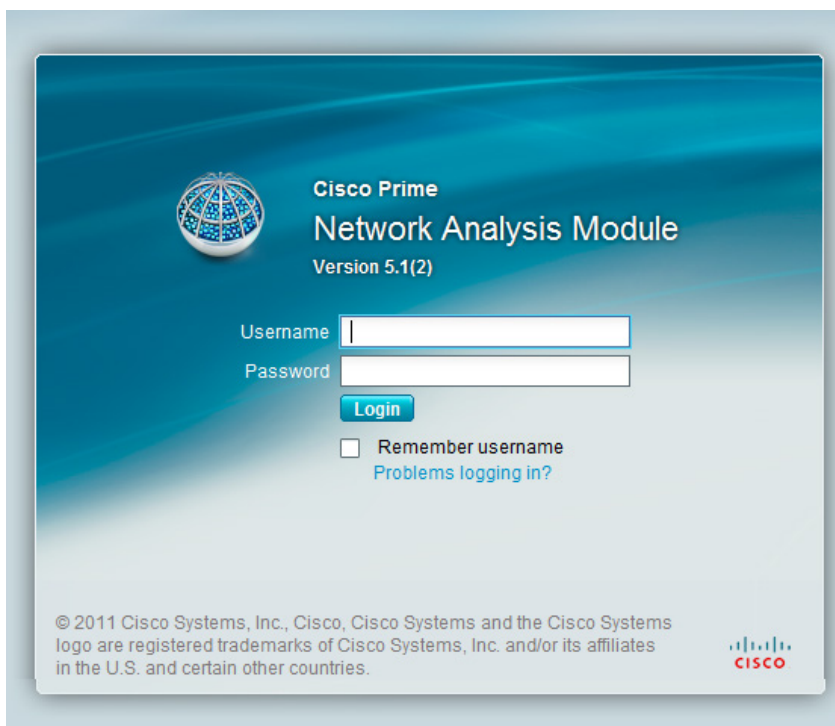 Cisco Prime
Network Analysis Module
Version 5.1(2)
Username
Password
Login
Remember username
Problems logging in?
© 2011 Cisco Systems, Inc., Cisco, Cisco Systems and the Cisco Systems
logo are registered trademarks of Cisco Systems, Inc. and/or its affiliates
in the U.S. and certain other countries.
CISCO